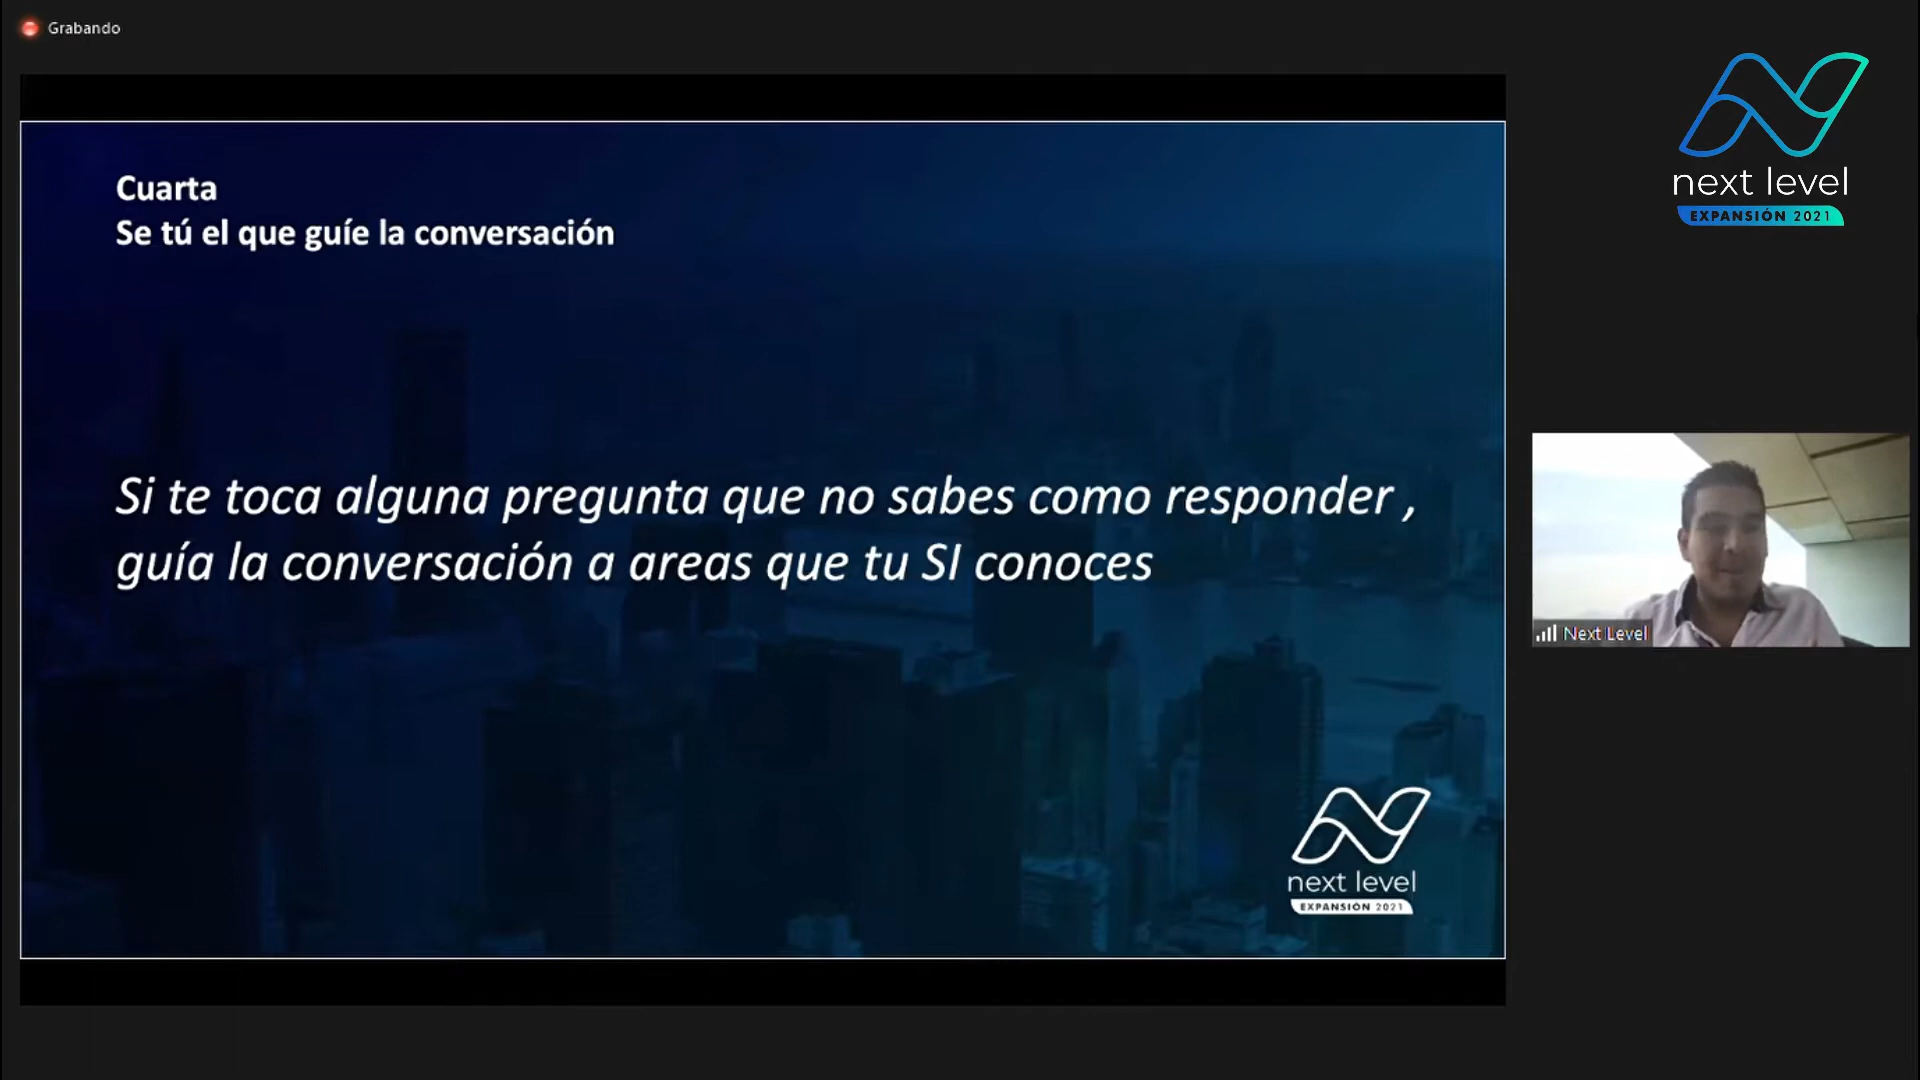 Grabando
next level
EXPANSIÓN 2021
Cuarta
Se tú el que guíe la conversación
Si te toca alguna pregunta que no sabes como responder ,
guía la conversación a areas que tu SI conoces
Next Level
next level
EXPANSIÓN 2021